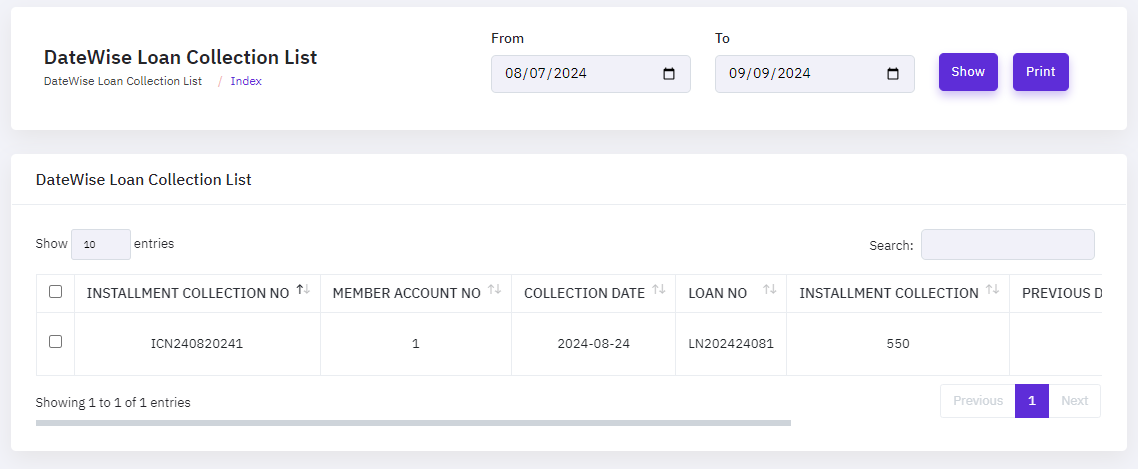 DateWise Loan Collection List
DateWise Loan Collection List / Index
From
08/07/2024
To
09/09/2024
Show
Print
DateWise Loan Collection List
Show 10 entries
Search:
INSTALLMENT COLLECTION NO MEMBER ACCOUNT NO COLLECTION DATE LOAN NO INSTALLMENT COLLECTION PREVIOUS D
ICN240820241 1 2024-08-24 LN202424081 550
Showing 1 to 1 of 1 entries
Previous 1 Next